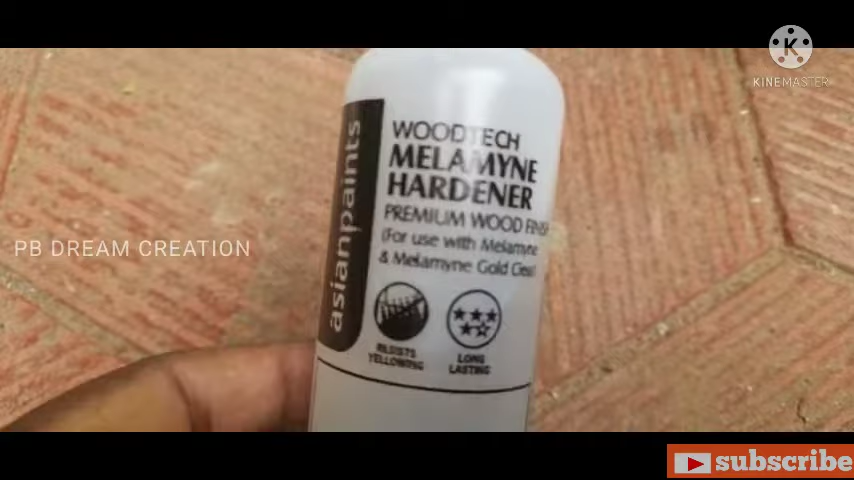 KINEMASTER
asianpaints
WOODTECH
MELAMYNE
HARDENER
PREMIUM WOOD FINISH
(For use with Melamyne
& Melamyne Gold Clear)
RESISTS
YELLOWING
LONG
LASTING
PB DREAM CREATION
subscribe